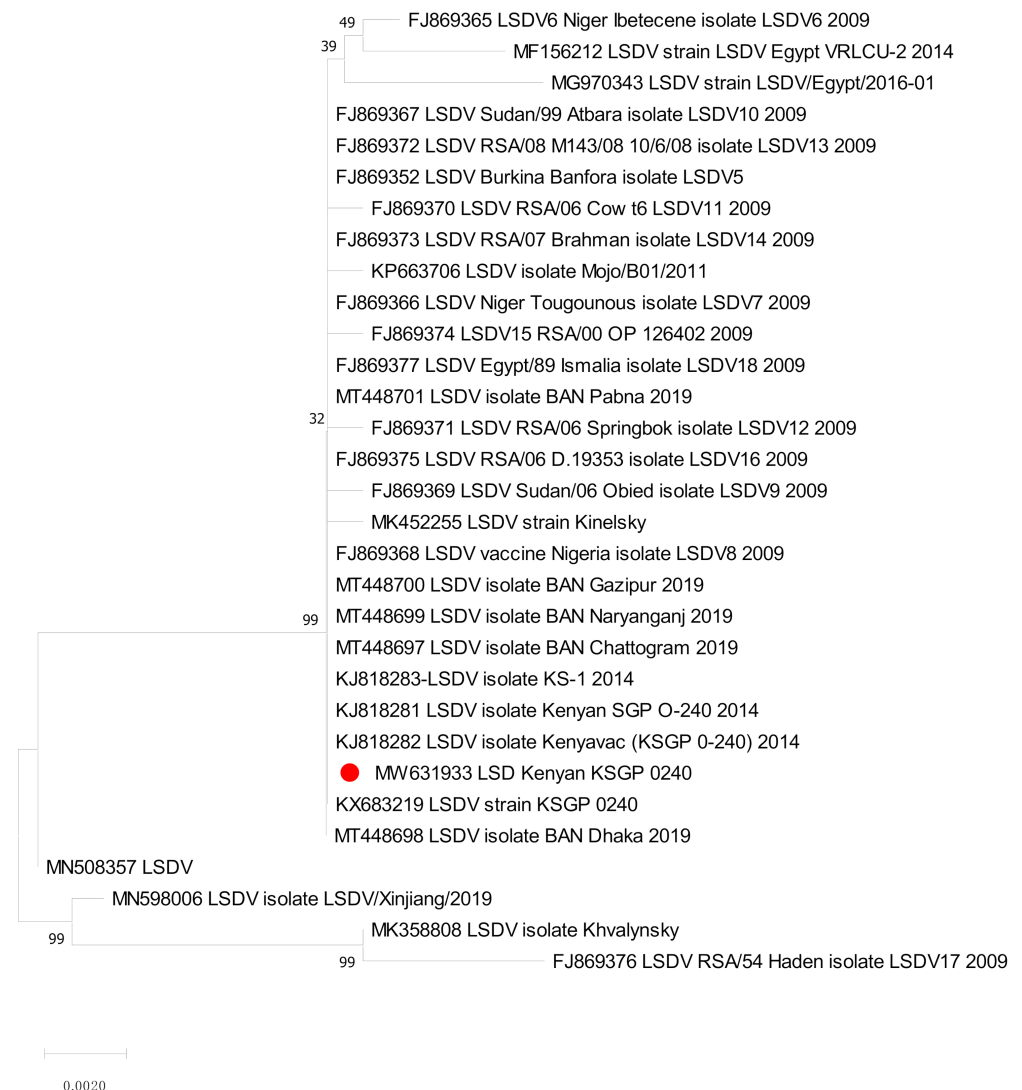 49
FJ869365 LSDV6 Niger Ibetecene isolate LSDV6 2009
39
MF156212 LSDV strain LSDV Egypt VRLCU-2 2014
MG970343 LSDV strain LSDV/Egypt/2016-01
FJ869367 LSDV Sudan/99 Atbara isolate LSDV10 2009
FJ869372 LSDV RSA/08 M143/08 10/6/08 isolate LSDV13 2009
FJ869352 LSDV Burkina Banfora isolate LSDV5
FJ869370 LSDV RSA/06 Cow t6 LSDV11 2009
FJ869373 LSDV RSA/07 Brahman isolate LSDV14 2009
KP663706 LSDV isolate Mojo/B01/2011
FJ869366 LSDV Niger Tougounous isolate LSDV7 2009
FJ869374 LSDV15 RSA/00 OP 126402 2009
FJ869377 LSDV Egypt/89 Ismalia isolate LSDV18 2009
MT448701 LSDV isolate BAN Pabna 2019
32
FJ869371 LSDV RSA/06 Springbok isolate LSDV12 2009
FJ869375 LSDV RSA/06 D.19353 isolate LSDV16 2009
FJ869369 LSDV Sudan/06 Obied isolate LSDV9 2009
MK452255 LSDV strain Kinelsky
FJ869368 LSDV vaccine Nigeria isolate LSDV8 2009
MT448700 LSDV isolate BAN Gazipur 2019
99
MT448699 LSDV isolate BAN Naryanganj 2019
MT448697 LSDV isolate BAN Chattogram 2019
KJ818283-LSDV isolate KS-1 2014
KJ818281 LSDV isolate Kenyan SGP O-240 2014
KJ818282 LSDV isolate Kenyavac (KSGP 0-240) 2014
MW631933 LSD Kenyan KSGP 0240
KX683219 LSDV strain KSGP 0240
MT448698 LSDV isolate BAN Dhaka 2019
MN508357 LSDV
MN598006 LSDV isolate LSDV/Xinjiang/2019
99
MK358808 LSDV isolate Khvalynsky
99
FJ869376 LSDV RSA/54 Haden isolate LSDV17 2009
0.0020